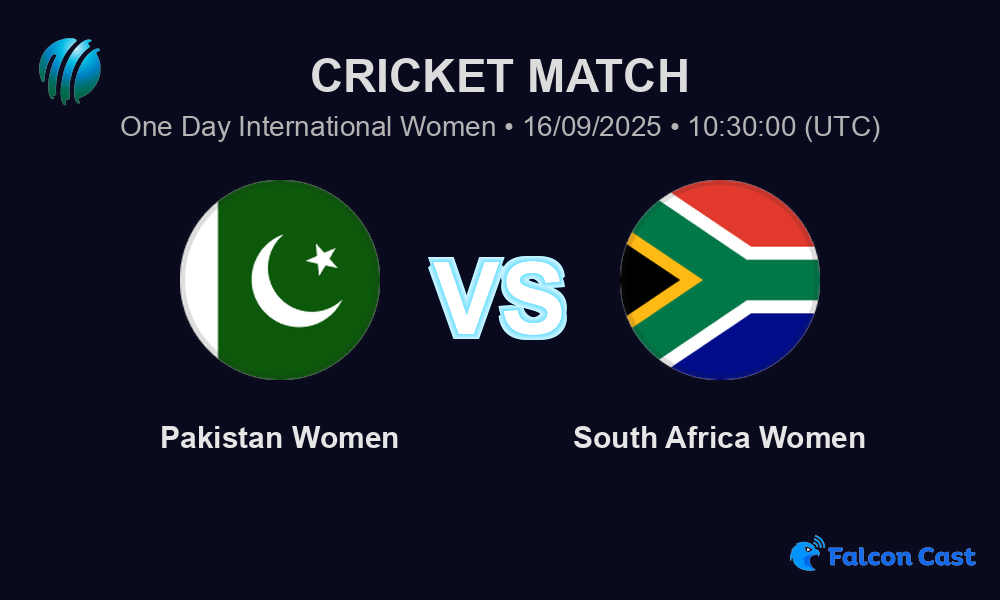 CRICKET MATCH
One Day International Women • 16/09/2025 • 10:30:00 (UTC)
VS
Pakistan Women
South Africa Women
Falcon Cast